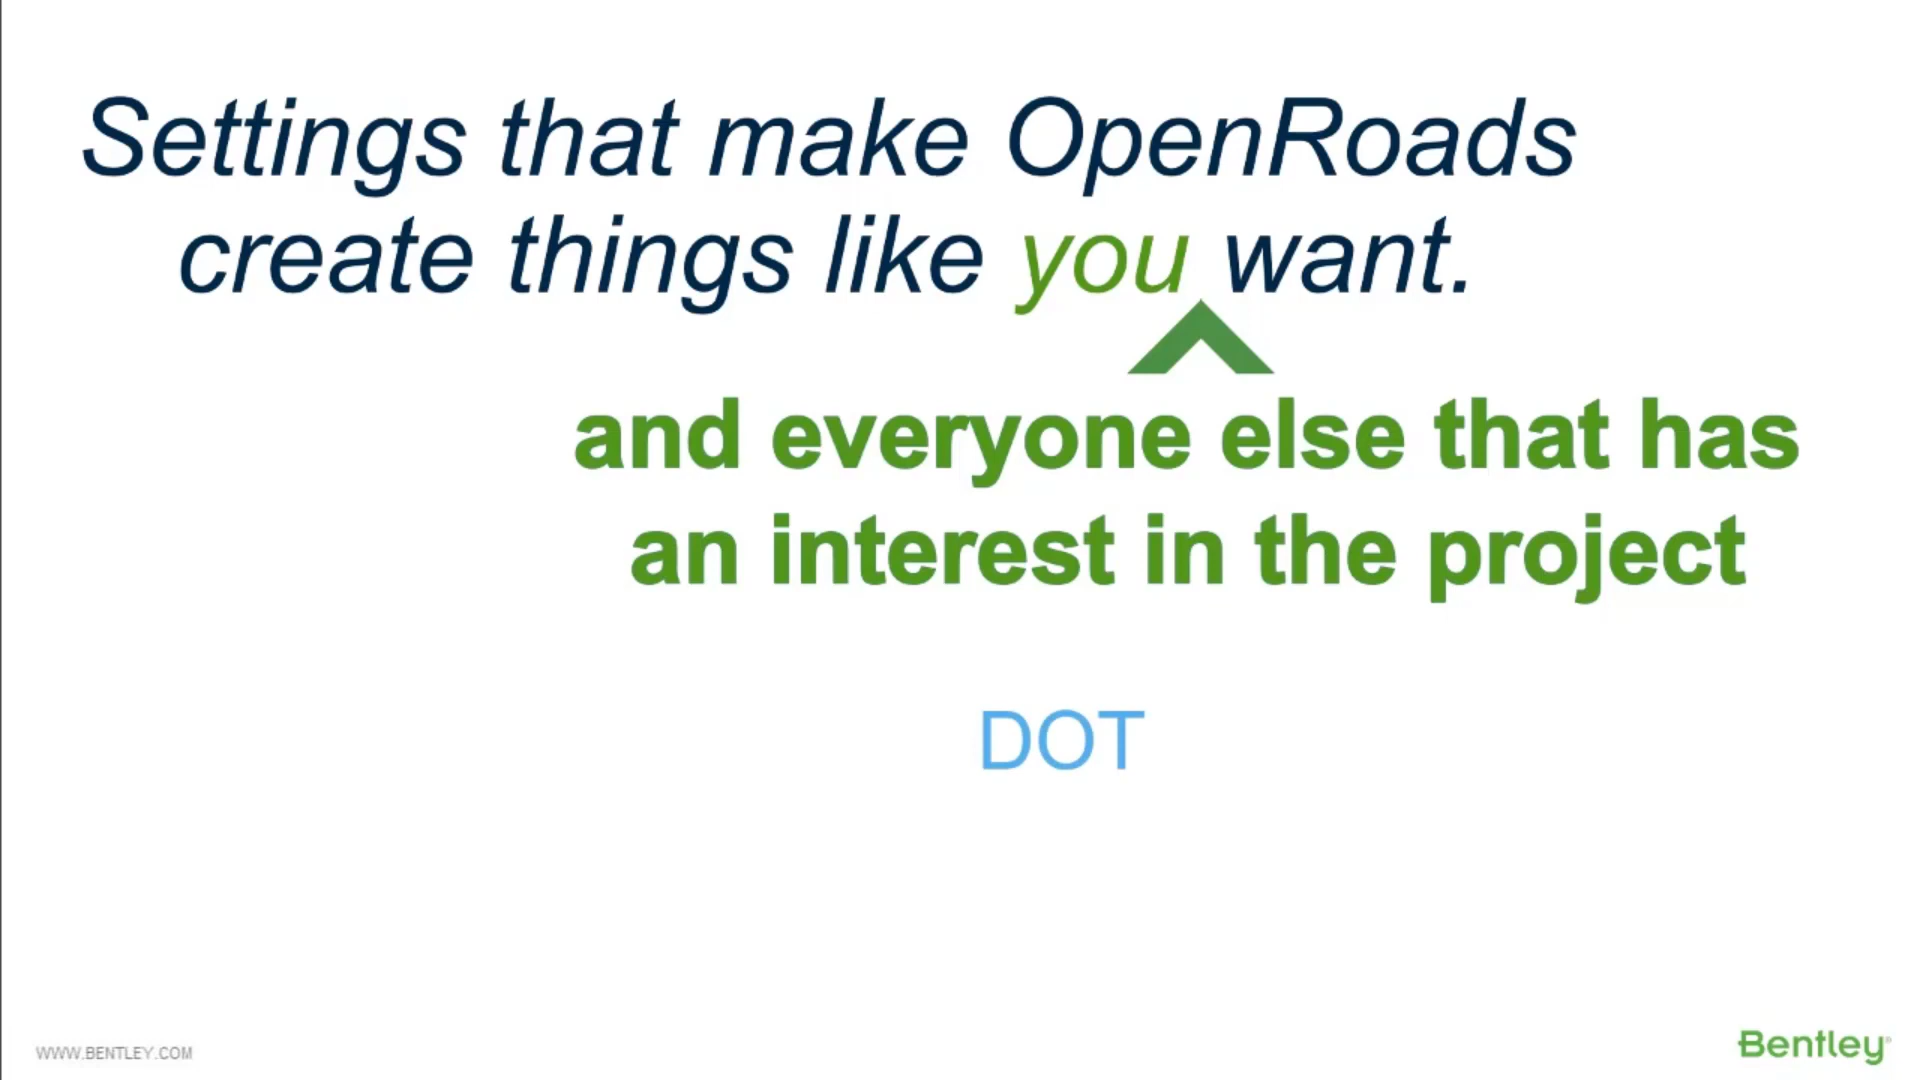 Settings that make OpenRoads
create things like you want.
and everyone else that has
an interest in the project
DOT
WWW.BENTLEY.COM
Bentley®